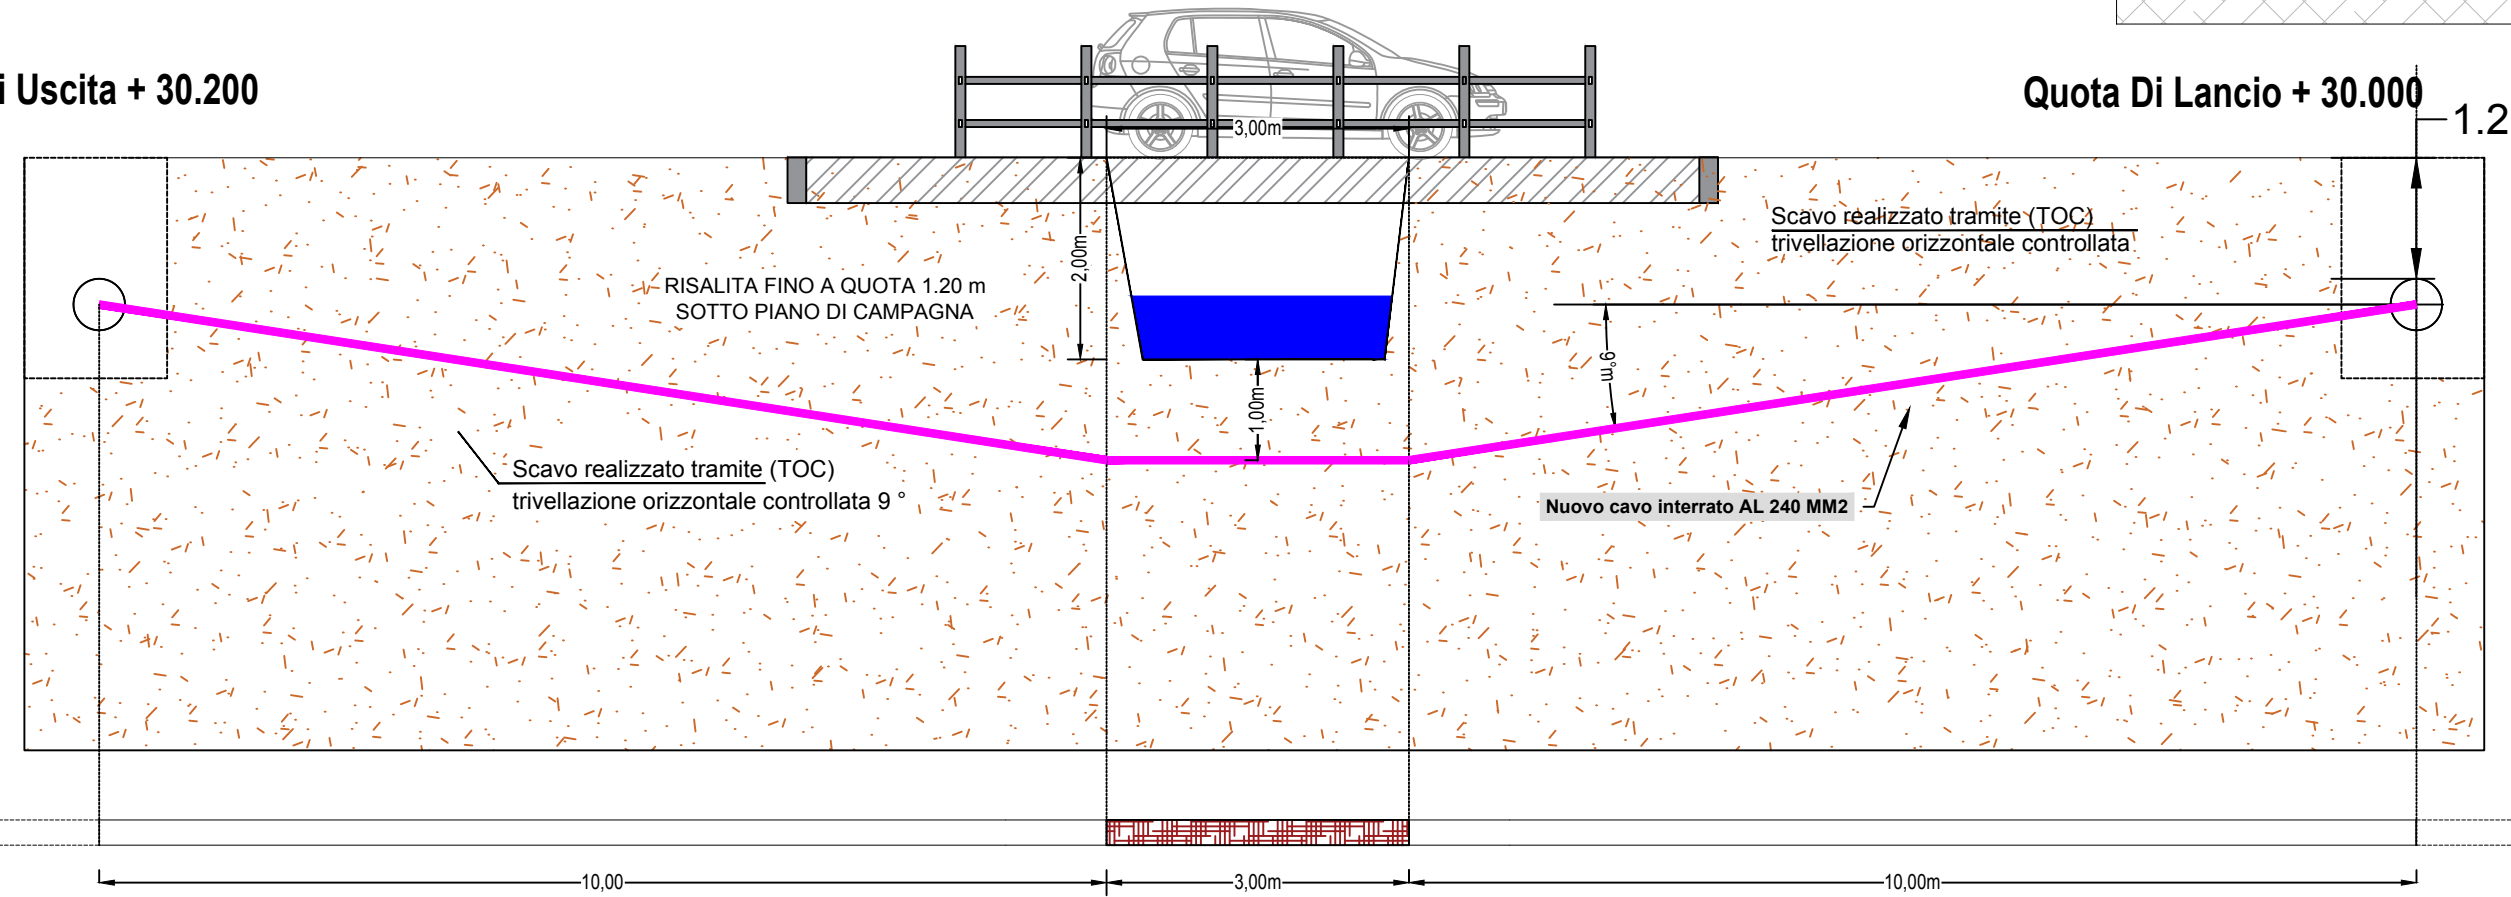 i Uscita + 30.200
Quota Di Lancio + 30.000
1.2
3,00m
2,00m
Scavo realizzato tramite (TOC)
trivellazione orizzontale controllata
RISALITA FINO A QUOTA 1.20 m
SOTTO PIANO DI CAMPAGNA
9°m
1,00m
Scavo realizzato tramite (TOC)
trivellazione orizzontale controllata 9 °
Nuovo cavo interrato AL 240 MM2
10,00
3,00m
10,00m